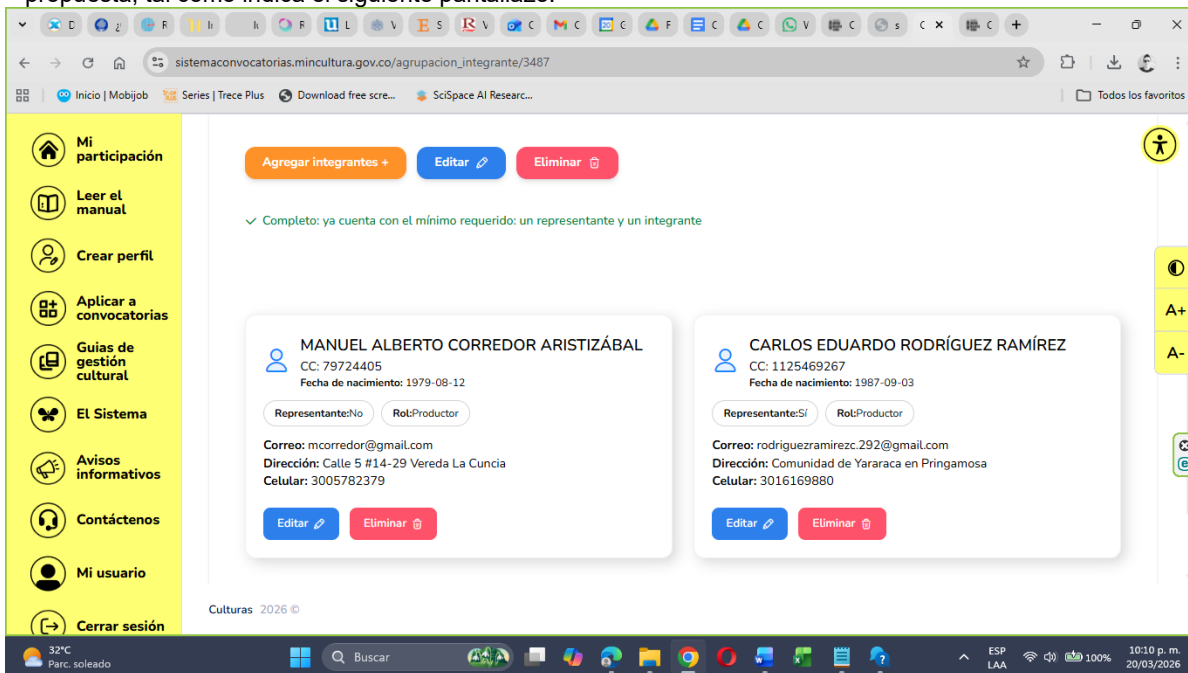 propuesta, tal como indica el siguiente pantallazo:
sistemaconvocatorias.mincultura.gov.co/agrupacion_integrante/3487
Inicio | Mobijob
Series | Trece Plus
Download free scre...
SciSpace AI Researc...
Todos los favoritos
Mi
participación
Leer el
manual
Crear perfil
Aplicar a
convocatorias
Guias de
gestión
cultural
El Sistema
Avisos
informativos
Contáctenos
Mi usuario
Cerrar sesión
Agregar integrantes +
Editar
Eliminar
Completo: ya cuenta con el mínimo requerido: un representante y un integrante
MANUEL ALBERTO CORREDOR ARISTIZÁBAL
CC: 79724405
Fecha de nacimiento: 1979-08-12
Representante:No
Rol:Productor
Correo: mcorredor@gmail.com
Dirección: Calle 5 #14-29 Vereda La Cuncia
Celular: 3005782379
Editar
Eliminar
CARLOS EDUARDO RODRÍGUEZ RAMÍREZ
CC: 1125469267
Fecha de nacimiento: 1987-09-03
Representante:Sí
Rol:Productor
Correo: rodriguezramirezc.292@gmail.com
Dirección: Comunidad de Yararaca en Pringamosa
Celular: 3016169880
Editar
Eliminar
A+
A-
Culturas 2026 ©
32°C
Parc. soleado
Buscar
ESP
LAA
100%
10:10 p. m.
20/03/2026